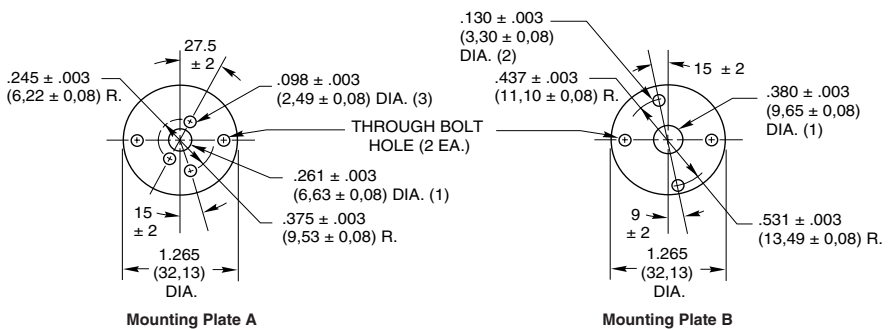 27.5
± 2
.245 ± .003
(6,22 ± 0,08) R.
.098 ± .003
(2,49 ± 0,08) DIA. (3)
THROUGH BOLT
HOLE (2 EA.)
.261 ± .003
(6,63 ± 0,08) DIA. (1)
15
± 2
.375 ± .003
(9,53 ± 0,08) R.
1.265
(32,13)
DIA.
Mounting Plate A
.130 ± .003
(3,30 ± 0,08)
DIA. (2)
15 ± 2
.437 ± .003
(11,10 ± 0,08) R.
.380 ± .003
(9,65 ± 0,08)
DIA. (1)
9
± 2
.531 ± .003
(13,49 ± 0,08) R.
1.265
(32,13)
DIA.
Mounting Plate B